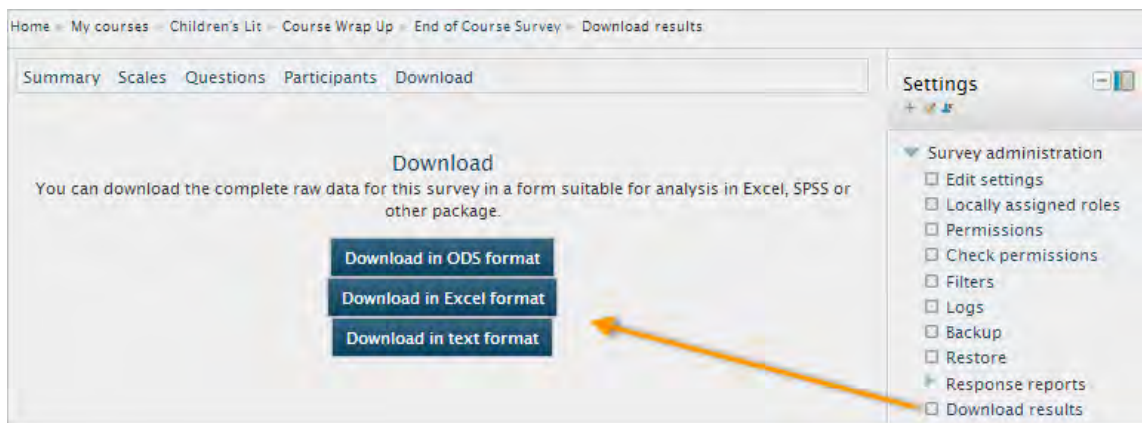 Home My courses Children's Lit Course Wrap Up End of Course Survey Download results
Summary Scales Questions Participants Download
Download
You can download the complete raw data for this survey in a form suitable for analysis in Excel, SPSS or
other package.
Download in ODS format
Download in Excel format
Download in text format
Settings
Survey administration
Edit settings
Locally assigned roles
Permissions
Check permissions
Filters
Logs
Backup
Restore
Response reports
Download results